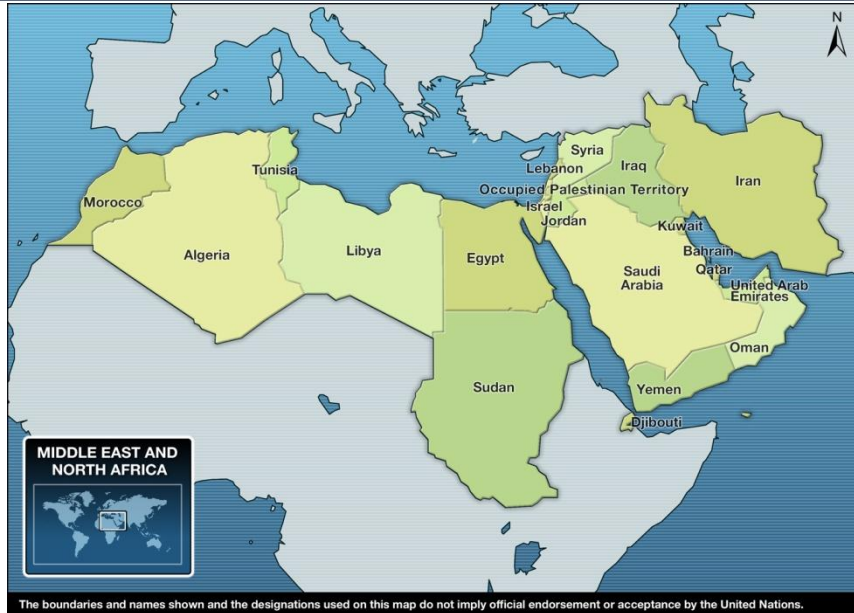 N
Syria
Lebanon
Iraq
Iran
Tunisia
Occupied Palestinian Territory
Morocco
Israel
Jordan
Kuwait
Algeria
Libya
Egypt
Bahrain
Qatar
Saudi
Arabia
United Arab
Emirates
Oman
Sudan
Yemen
Djibouti
MIDDLE EAST AND
NORTH AFRICA
The boundaries and names shown and the designations used on this map do not imply official endorsement or acceptance by the United Nations.